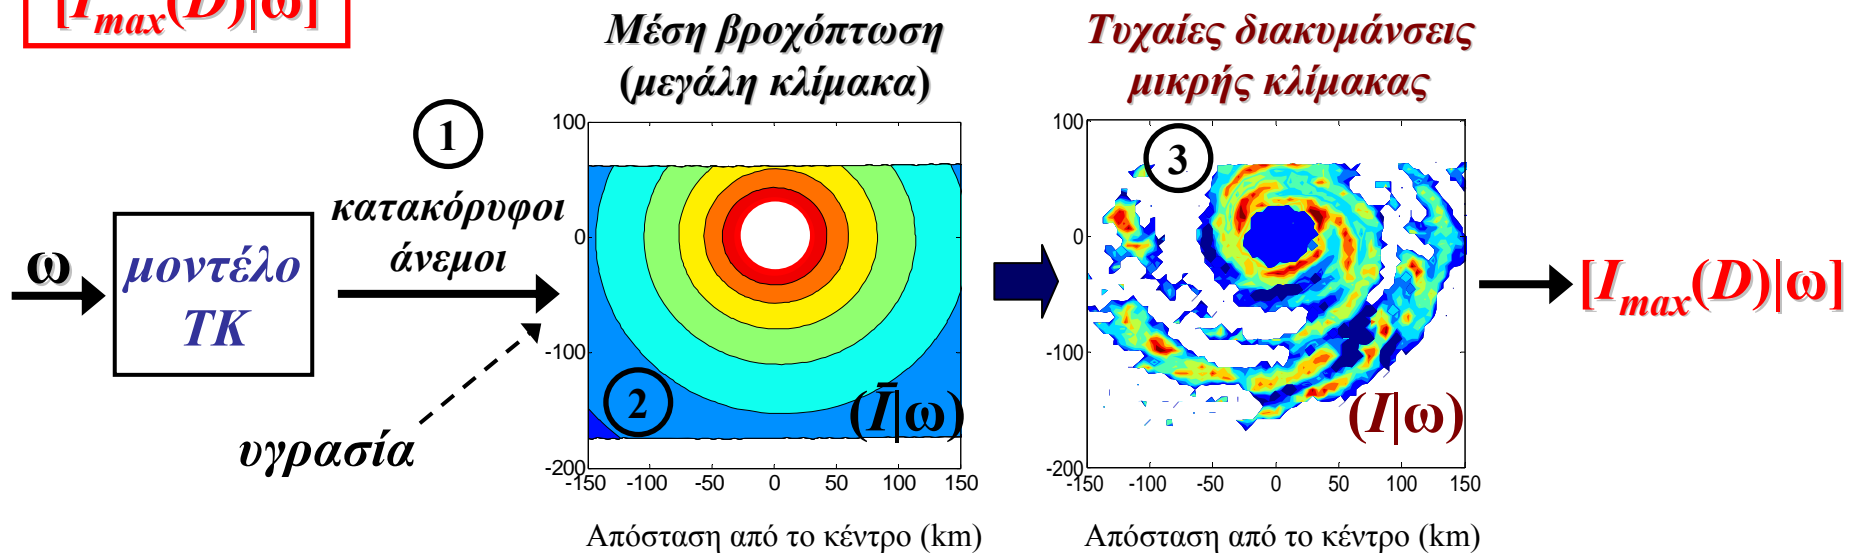 [Imax(D)|ω]
Μέση βροχόπτωση
(μεγάλη κλίμακα)
Τυχαίες διακυμάνσεις
μικρής κλίμακας
1
κατακόρυφοι
άνεμοι
ω
μοντέλο
ΤΚ
υγρασία
100
0
-100
-200
-150
-100
-50
0
50
100
150
2
(Ī|ω)
Απόσταση από το κέντρο (km)
100
0
-100
-200
-150
-100
-50
0
50
100
150
3
(I|ω)
Απόσταση από το κέντρο (km)
[Imax(D)|ω]